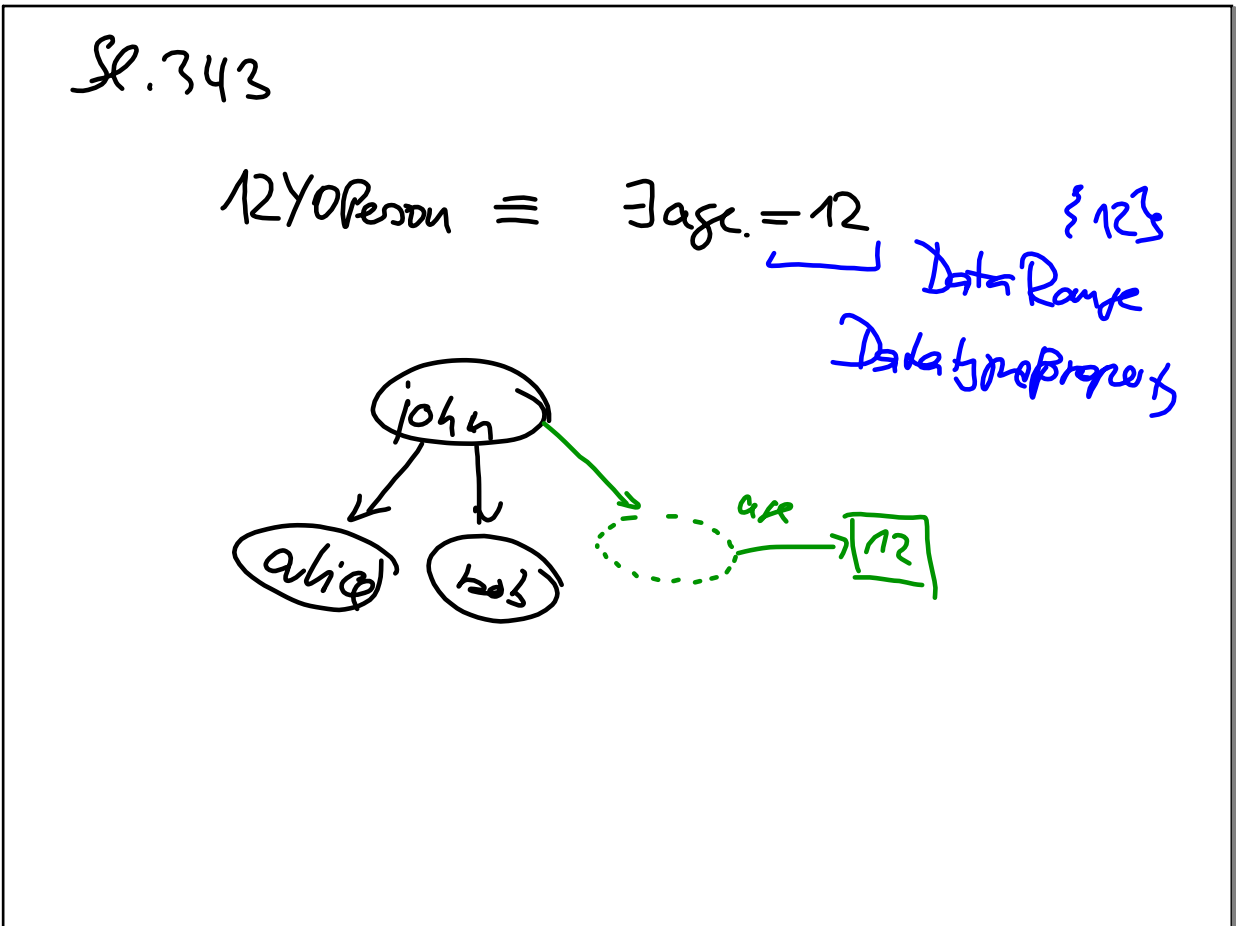 Sl. 343
12YOPerson ≡ ∃age. =12 {12}
DataRange
DatatypeProperty
john
age
alice bob 12